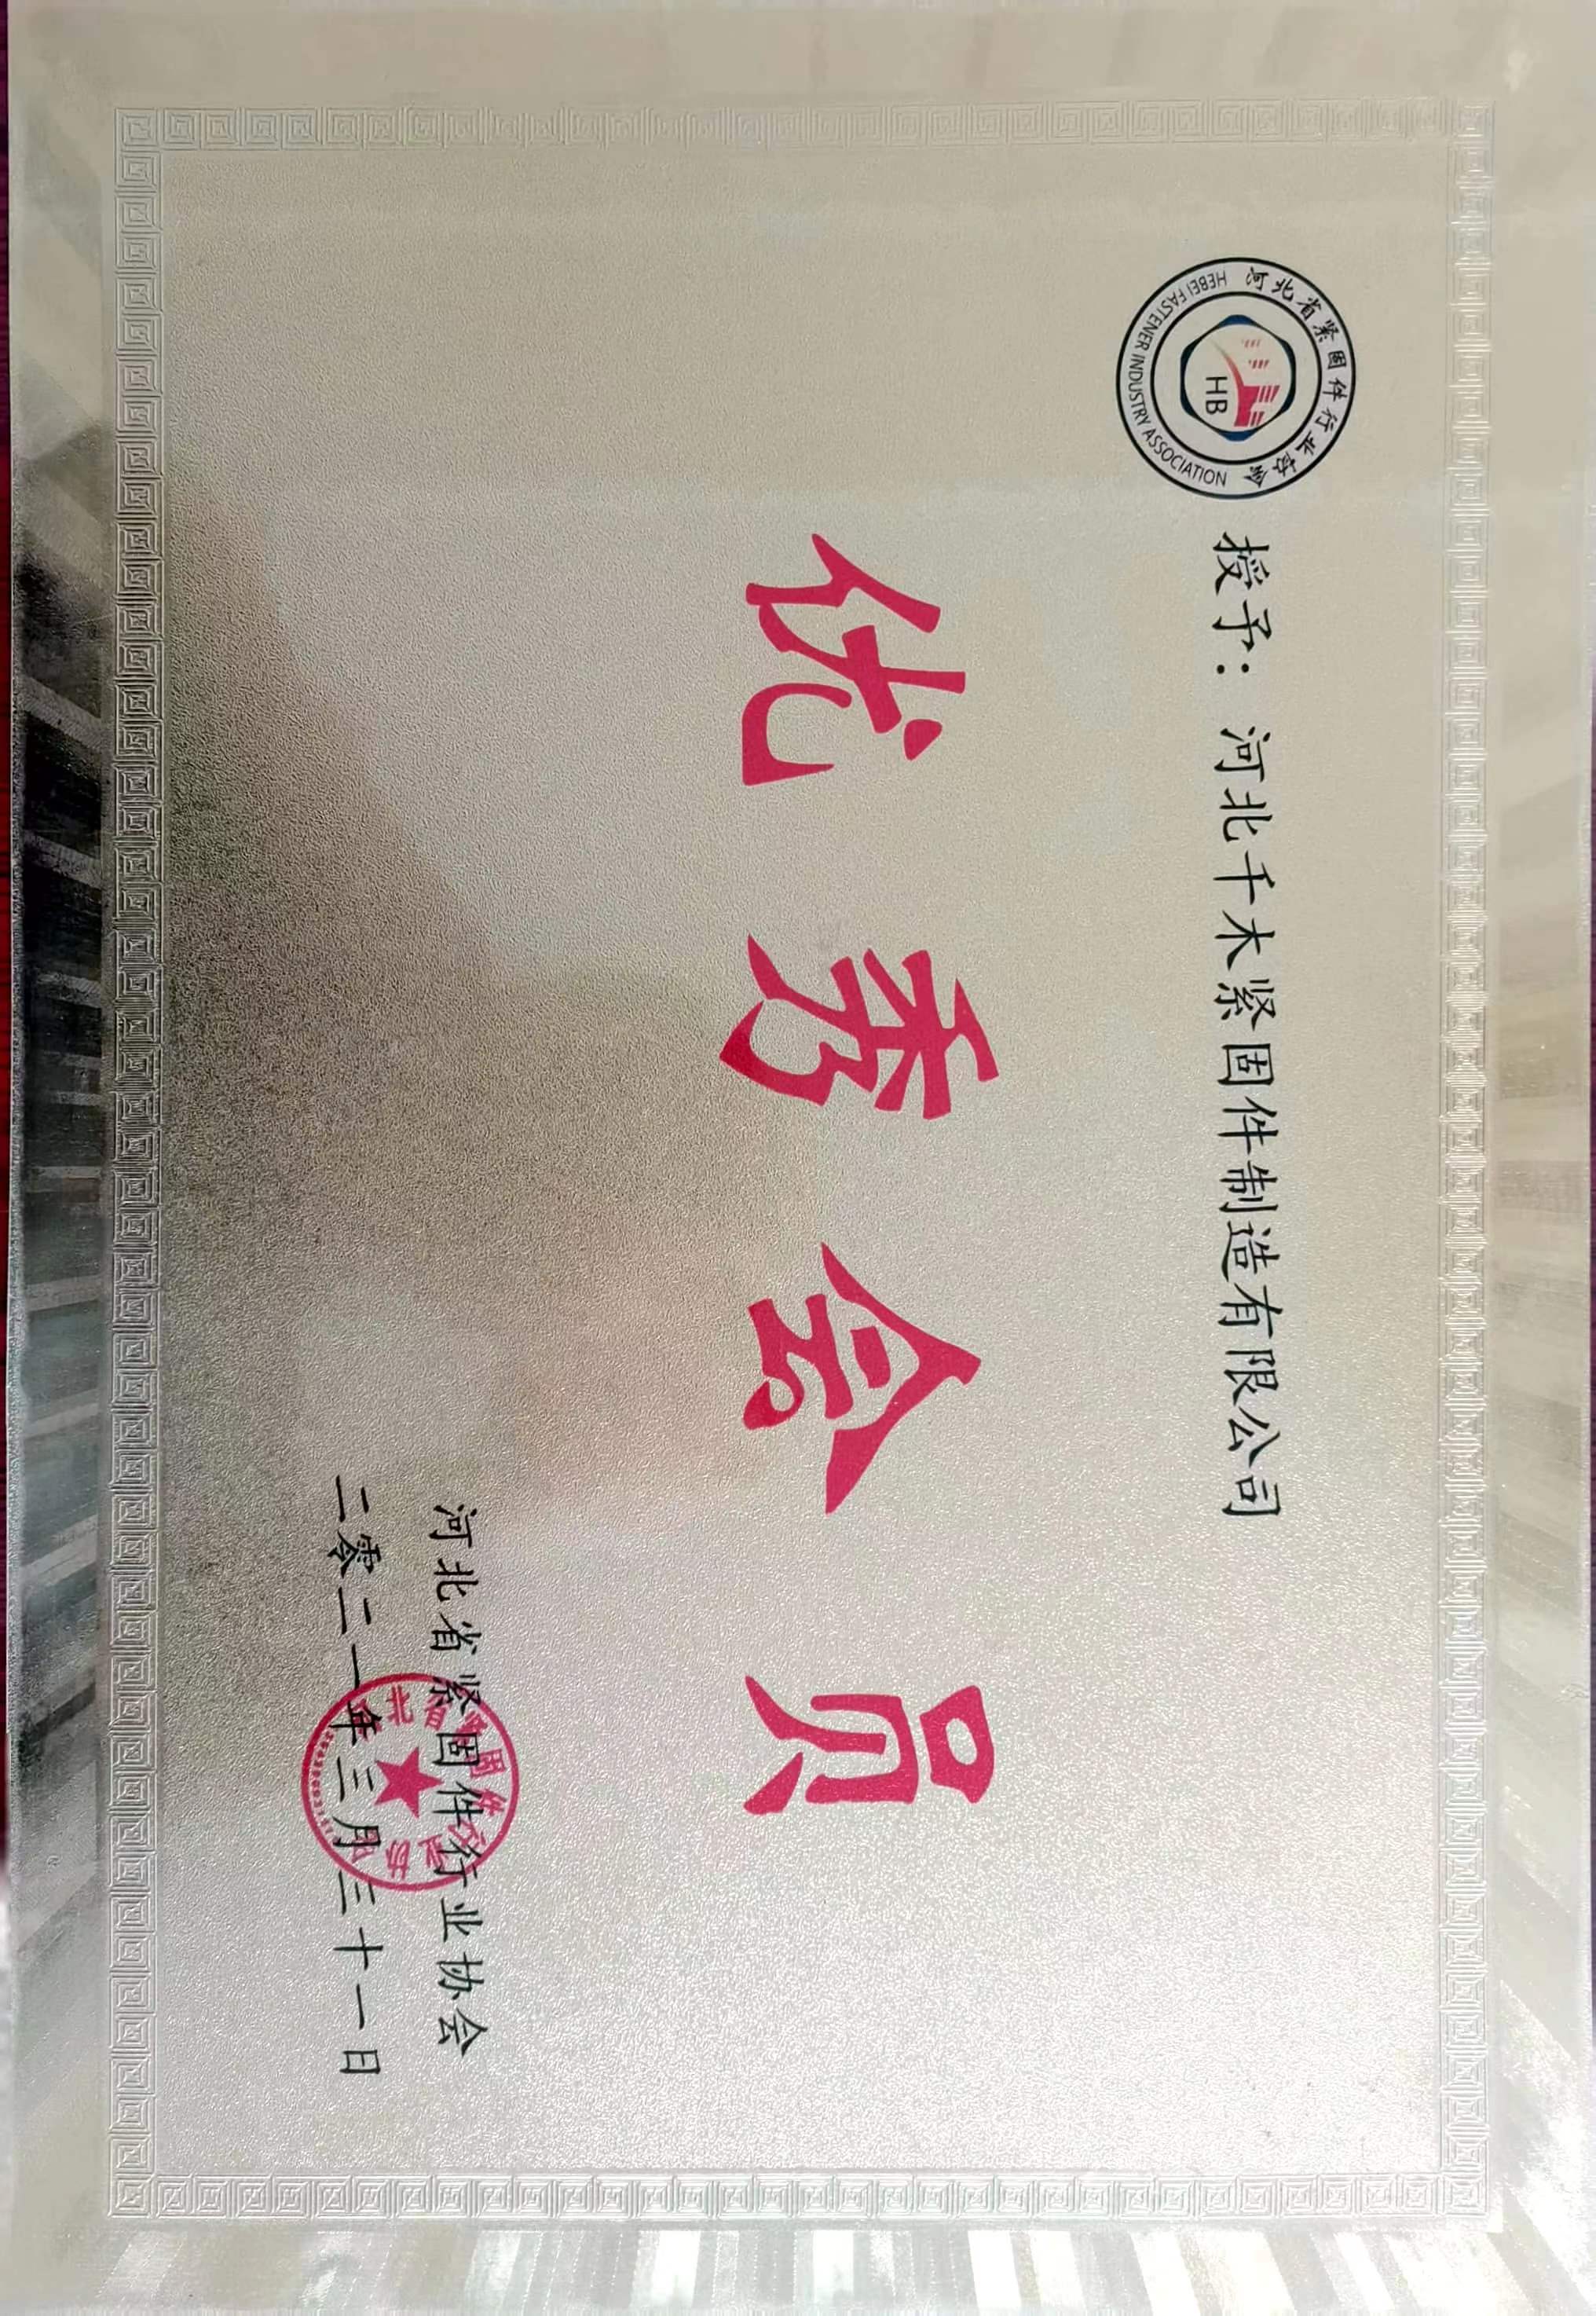 河北省紧固件行业协会
HEBEI FASTENER INDUSTRY ASSOCIATION
HB
授予：河北千木紧固件制造有限公司
优秀会员
河北省紧固件行业协会
二零二一年三月三十一日